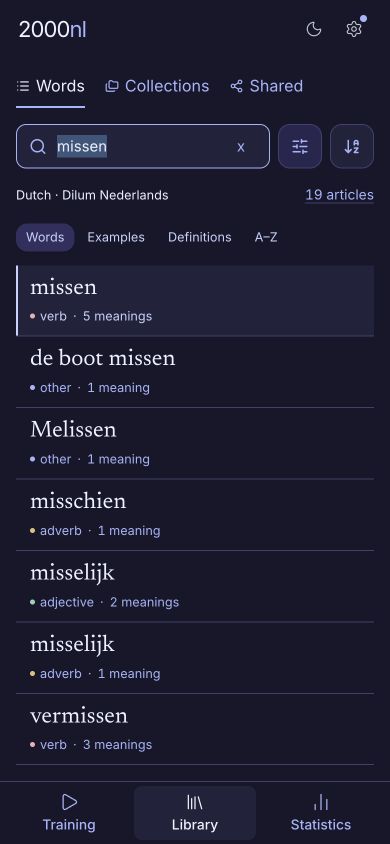 2000nl
Words Collections Shared
missen x
Dutch · Dilum Nederlands 19 articles
Words Examples Definitions A–Z
missen
verb · 5 meanings
de boot missen
other · 1 meaning
Melissen
other · 1 meaning
misschien
adverb · 1 meaning
misselijk
adjective · 2 meanings
misselijk
adverb · 1 meaning
vermissen
verb · 3 meanings
Training Library Statistics